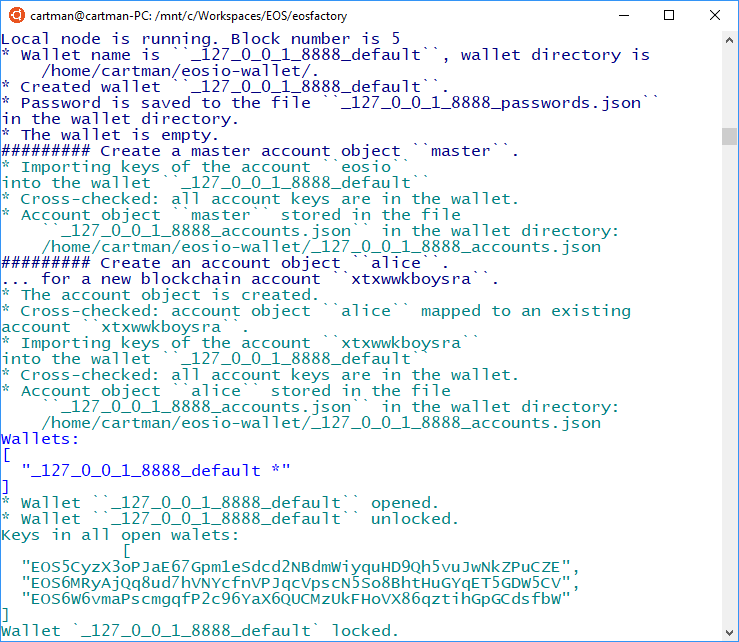 cartman@cartman-PC: /mnt/c/Workspaces/EOS/eosfactory
Local node is running. Block number is 5
* Wallet name is ``_127_0_0_1_8888_default``, wallet directory is
/home/cartman/eosio-wallet/.
* Created wallet ``_127_0_0_1_8888_default``.
* Password is saved to the file ``_127_0_0_1_8888_passwords.json``
in the wallet directory.
* The wallet is empty.
######### Create a master account object ``master``.
* Importing keys of the account ``eosio``
into the wallet ``_127_0_0_1_8888_default``
* Cross-checked: all account keys are in the wallet.
* Account object ``master`` stored in the file
``_127_0_0_1_8888_accounts.json`` in the wallet directory:
/home/cartman/eosio-wallet/_127_0_0_1_8888_accounts.json
######### Create an account object ``alice``.
... for a new blockchain account ``xtxwwkboysra``.
* The account object is created.
* Cross-checked: account object ``alice`` mapped to an existing
account ``xtxwwkboysra``.
* Importing keys of the account ``xtxwwkboysra``
into the wallet ``_127_0_0_1_8888_default``
* Cross-checked: all account keys are in the wallet.
* Account object ``alice`` stored in the file
``_127_0_0_1_8888_accounts.json`` in the wallet directory:
/home/cartman/eosio-wallet/_127_0_0_1_8888_accounts.json
Wallets:
[
"_127_0_0_1_8888_default *"
]
* Wallet ``_127_0_0_1_8888_default`` opened.
* Wallet ``_127_0_0_1_8888_default`` unlocked.
Keys in all open walets:
[
"EOS5CyzX3oPJaE67Gpm1eSdcd2NBdmWiyquHD9Qh5vuJwNkZPuCZE",
"EOS6MRyAjQq8ud7hVNYcfnVPJqcVpscN5So8BhtHuGYqET5GDW5CV",
"EOS6W6vmaPscmgqfP2c96YaX6QUCMzUkFHoVX86qztihGpGCdsfbW"
]
Wallet `_127_0_0_1_8888_default` locked.